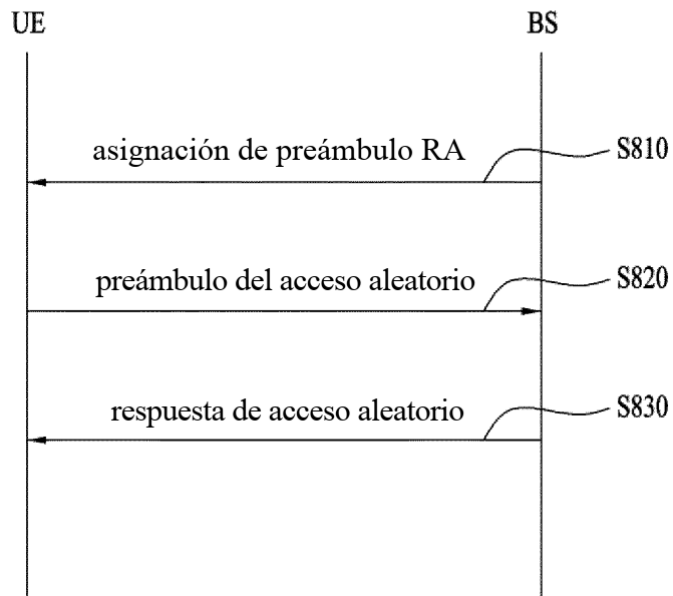 UE
BS
asignación de preámbulo RA
S810
preámbulo del acceso aleatorio
S820
respuesta de acceso aleatorio
S830